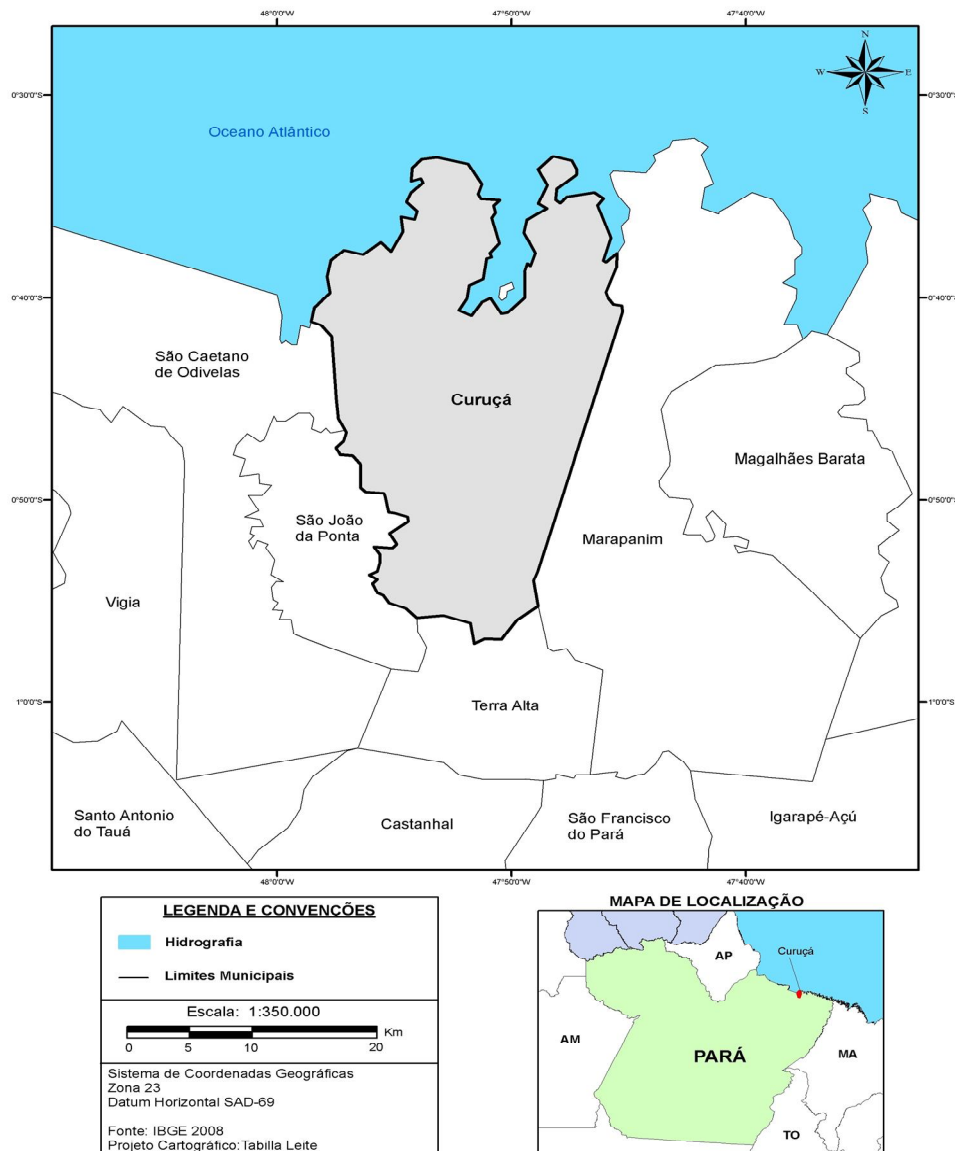 48°0'0"W
47°50'0"W
47°40'0"W
N
W
E
S
0°30'0"S
0°30'0"S
Oceano Atlântico
0°40'0"S
0°40'0"S
São Caetano
de Odivelas
Curuçá
Magalhães Barata
0°50'0"S
0°50'0"S
São João
da Ponta
Marapanim
Vigia
1°0'0"S
1°0'0"S
Terra Alta
Santo Antonio
do Tauá
Castanhal
São Francisco
do Pará
Igarapé-Açú
48°0'0"W
47°50'0"W
47°40'0"W
LEGENDA E CONVENÇÕES
Hidrografia
Limites Municipais
Escala: 1:350.000
Km
0 5 10 20
Sistema de Coordenadas Geográficas
Zona 23
Datum Horizontal SAD-69
Fonte: IBGE 2008
Projeto Cartográfico:Tabilla Leite
MAPA DE LOCALIZAÇÃO
AP
Curuçá
AM
PARÁ
MA
TO